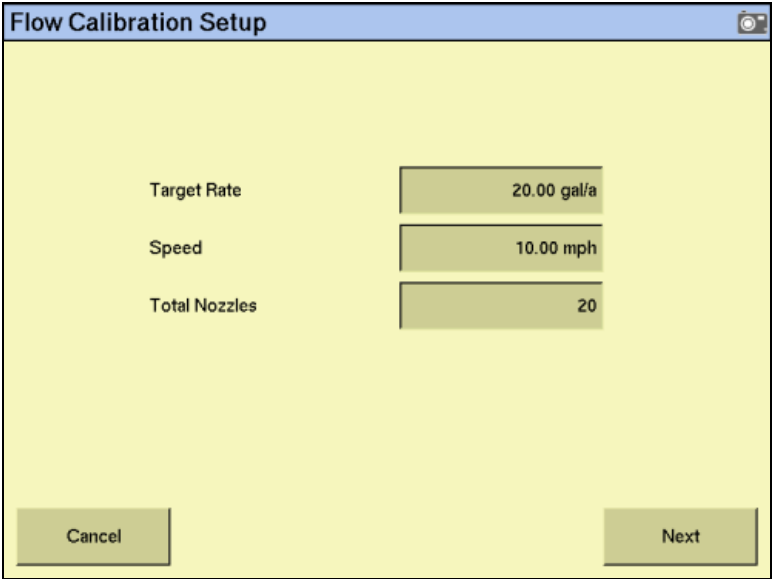 Flow Calibration Setup
Target Rate 20.00 gal/a
Speed 10.00 mph
Total Nozzles 20
Cancel Next